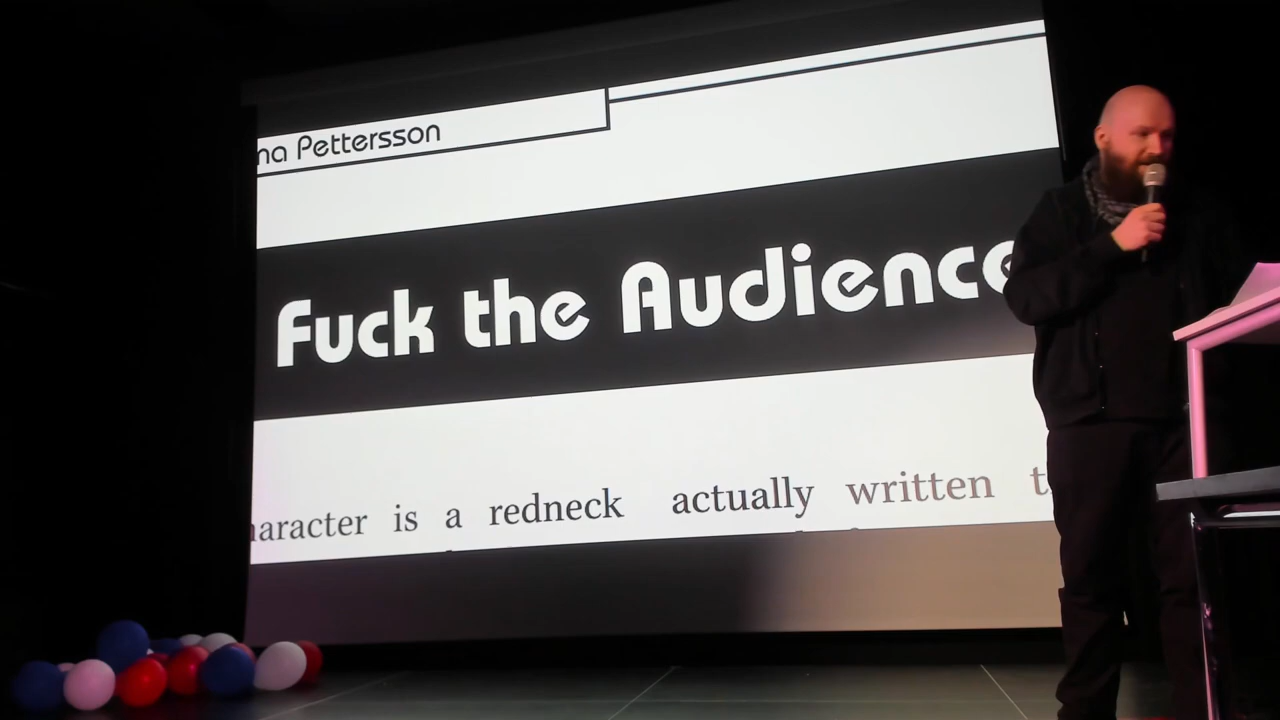 na Pettersson
Fuck the Audience
haracter is a redneck actually written t